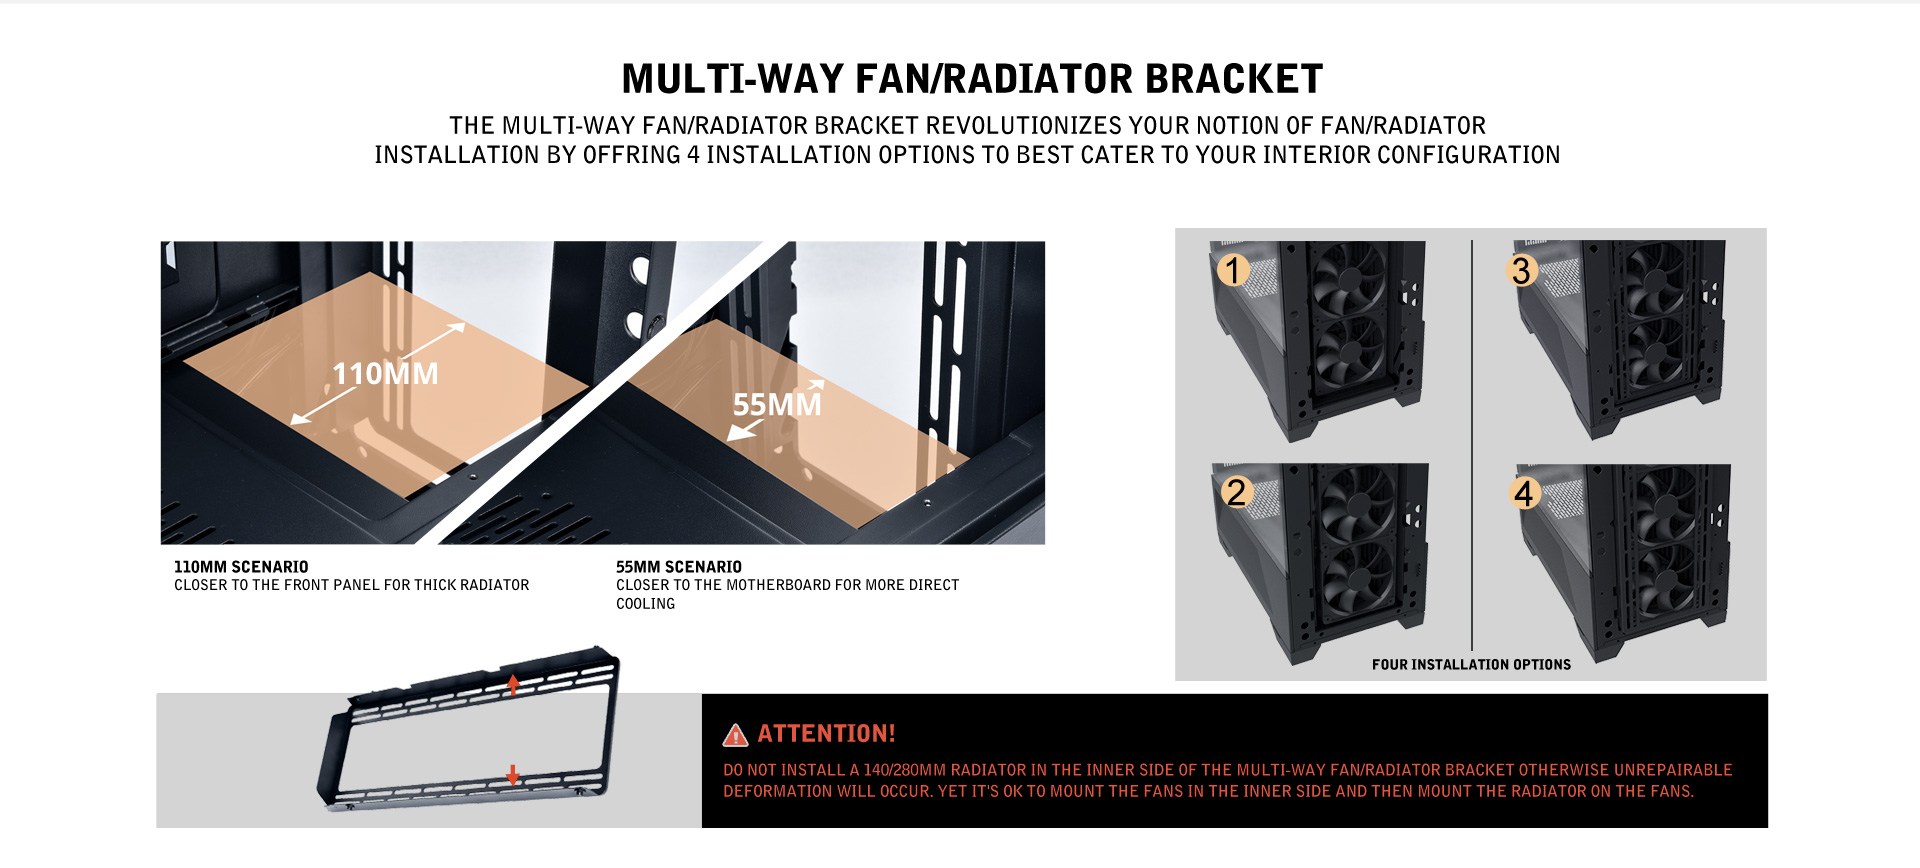 MULTI-WAY FAN/RADIATOR BRACKET
THE MULTI-WAY FAN/RADIATOR BRACKET REVOLUTIONIZES YOUR NOTION OF FAN/RADIATOR
INSTALLATION BY OFFRING 4 INSTALLATION OPTIONS TO BEST CATER TO YOUR INTERIOR CONFIGURATION
110MM
55MM
110MM SCENARIO
CLOSER TO THE FRONT PANEL FOR THICK RADIATOR
55MM SCENARIO
CLOSER TO THE MOTHERBOARD FOR MORE DIRECT
COOLING
1
3
2
4
FOUR INSTALLATION OPTIONS
ATTENTION!
DO NOT INSTALL A 140/280MM RADIATOR IN THE INNER SIDE OF THE MULTI-WAY FAN/RADIATOR BRACKET OTHERWISE UNREPAIRABLE
DEFORMATION WILL OCCUR. YET IT'S OK TO MOUNT THE FANS IN THE INNER SIDE AND THEN MOUNT THE RADIATOR ON THE FANS.